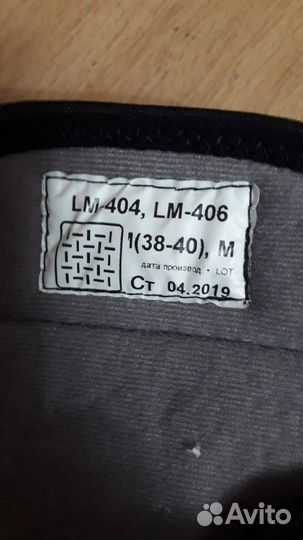 LM-404, LM-406
1(38-40), M
дата производ • LOT
Ст 04.2019
Avito